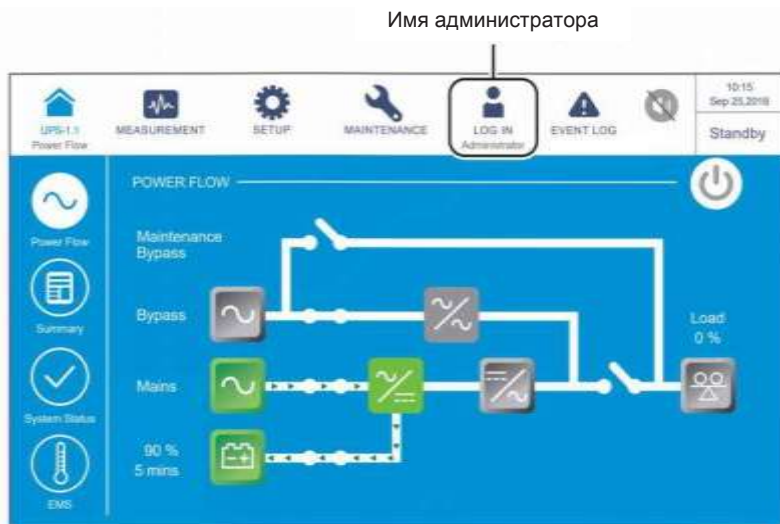 Имя администратора
10:15
Sep 25,2018
UPS-1.1
Power Flow
MEASUREMENT
SETUP
MAINTENANCE
LOG IN
Administrator
EVENT LOG
Standby
POWER FLOW
Power Flow
Maintenance
Bypass
Summary
Bypass
Load
0 %
Mains
System Status
90 %
5 mins
EMS